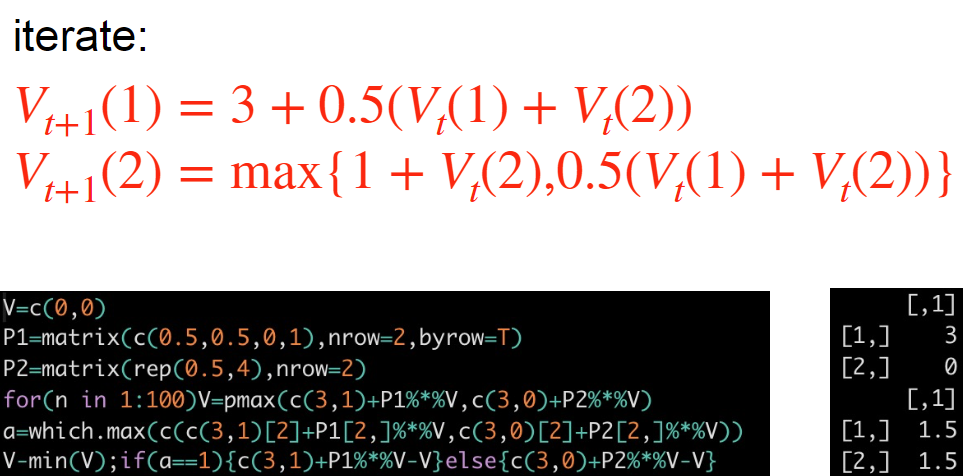 iterate:
V_{t+1}(1) = 3 + 0.5(V_t(1) + V_t(2))
V_{t+1}(2) = max{1 + V_t(2),0.5(V_t(1) + V_t(2))}
V=c(0,0)
P1=matrix(c(0.5,0.5,0,1),nrow=2,byrow=T)
P2=matrix(rep(0.5,4),nrow=2)
for(n in 1:100)V=pmax(c(3,1)+P1%*%V,c(3,0)+P2%*%V)
a=which.max(c(c(3,1)[2]+P1[2,]%*%V,c(3,0)[2]+P2[2,]%*%V))
V-min(V);if(a==1){c(3,1)+P1%*%V-V}else{c(3,0)+P2%*%V-V}
[,1]
[1,] 3
[2,] 0
[,1]
[1,] 1.5
[2,] 1.5